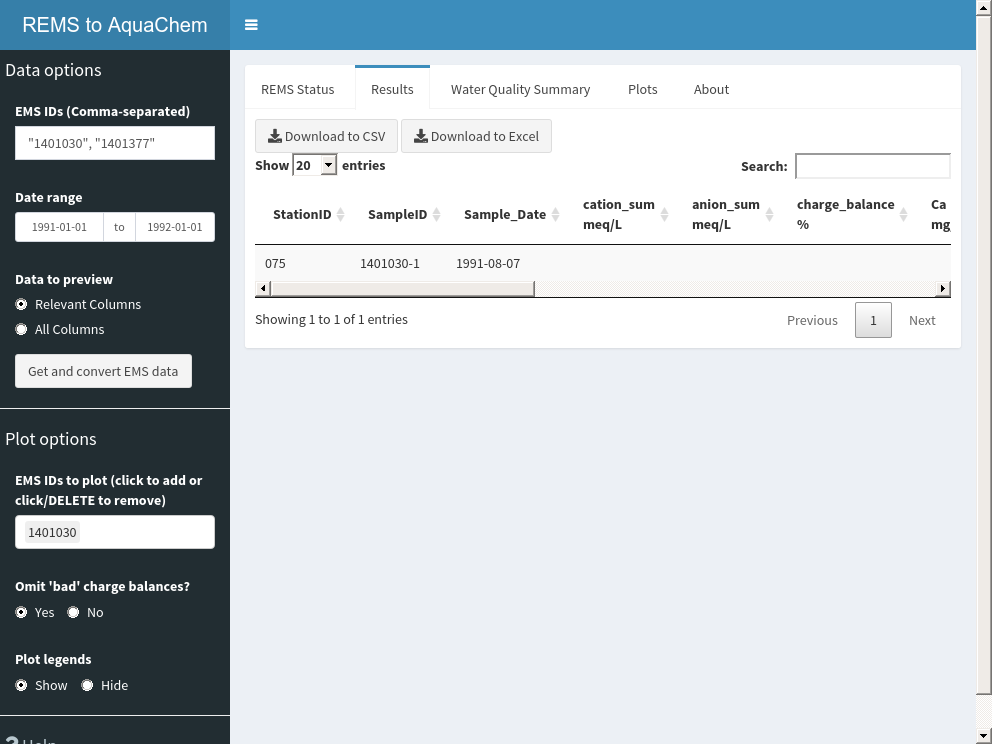 REMS to AquaChem
Data options
EMS IDs (Comma-separated)
"1401030", "1401377"
Date range
1991-01-01 to 1992-01-01
Data to preview
Relevant Columns
All Columns
Get and convert EMS data
Plot options
EMS IDs to plot (click to add or
click/DELETE to remove)
1401030
Omit 'bad' charge balances?
Yes No
Plot legends
Show Hide
? Help
REMS Status Results Water Quality Summary Plots About
Download to CSV Download to Excel
Show 20 entries Search:
StationID SampleID Sample_Date cation_sum anion_sum charge_balance Ca
meq/L meq/L % mg
075 1401030-1 1991-08-07
Showing 1 to 1 of 1 entries Previous 1 Next